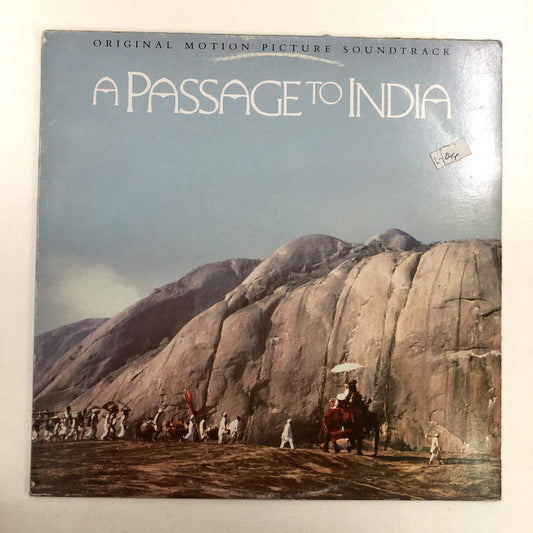 ORIGINAL MOTION PICTURE SOUNDTRACK
A PASSAGE TO INDIA